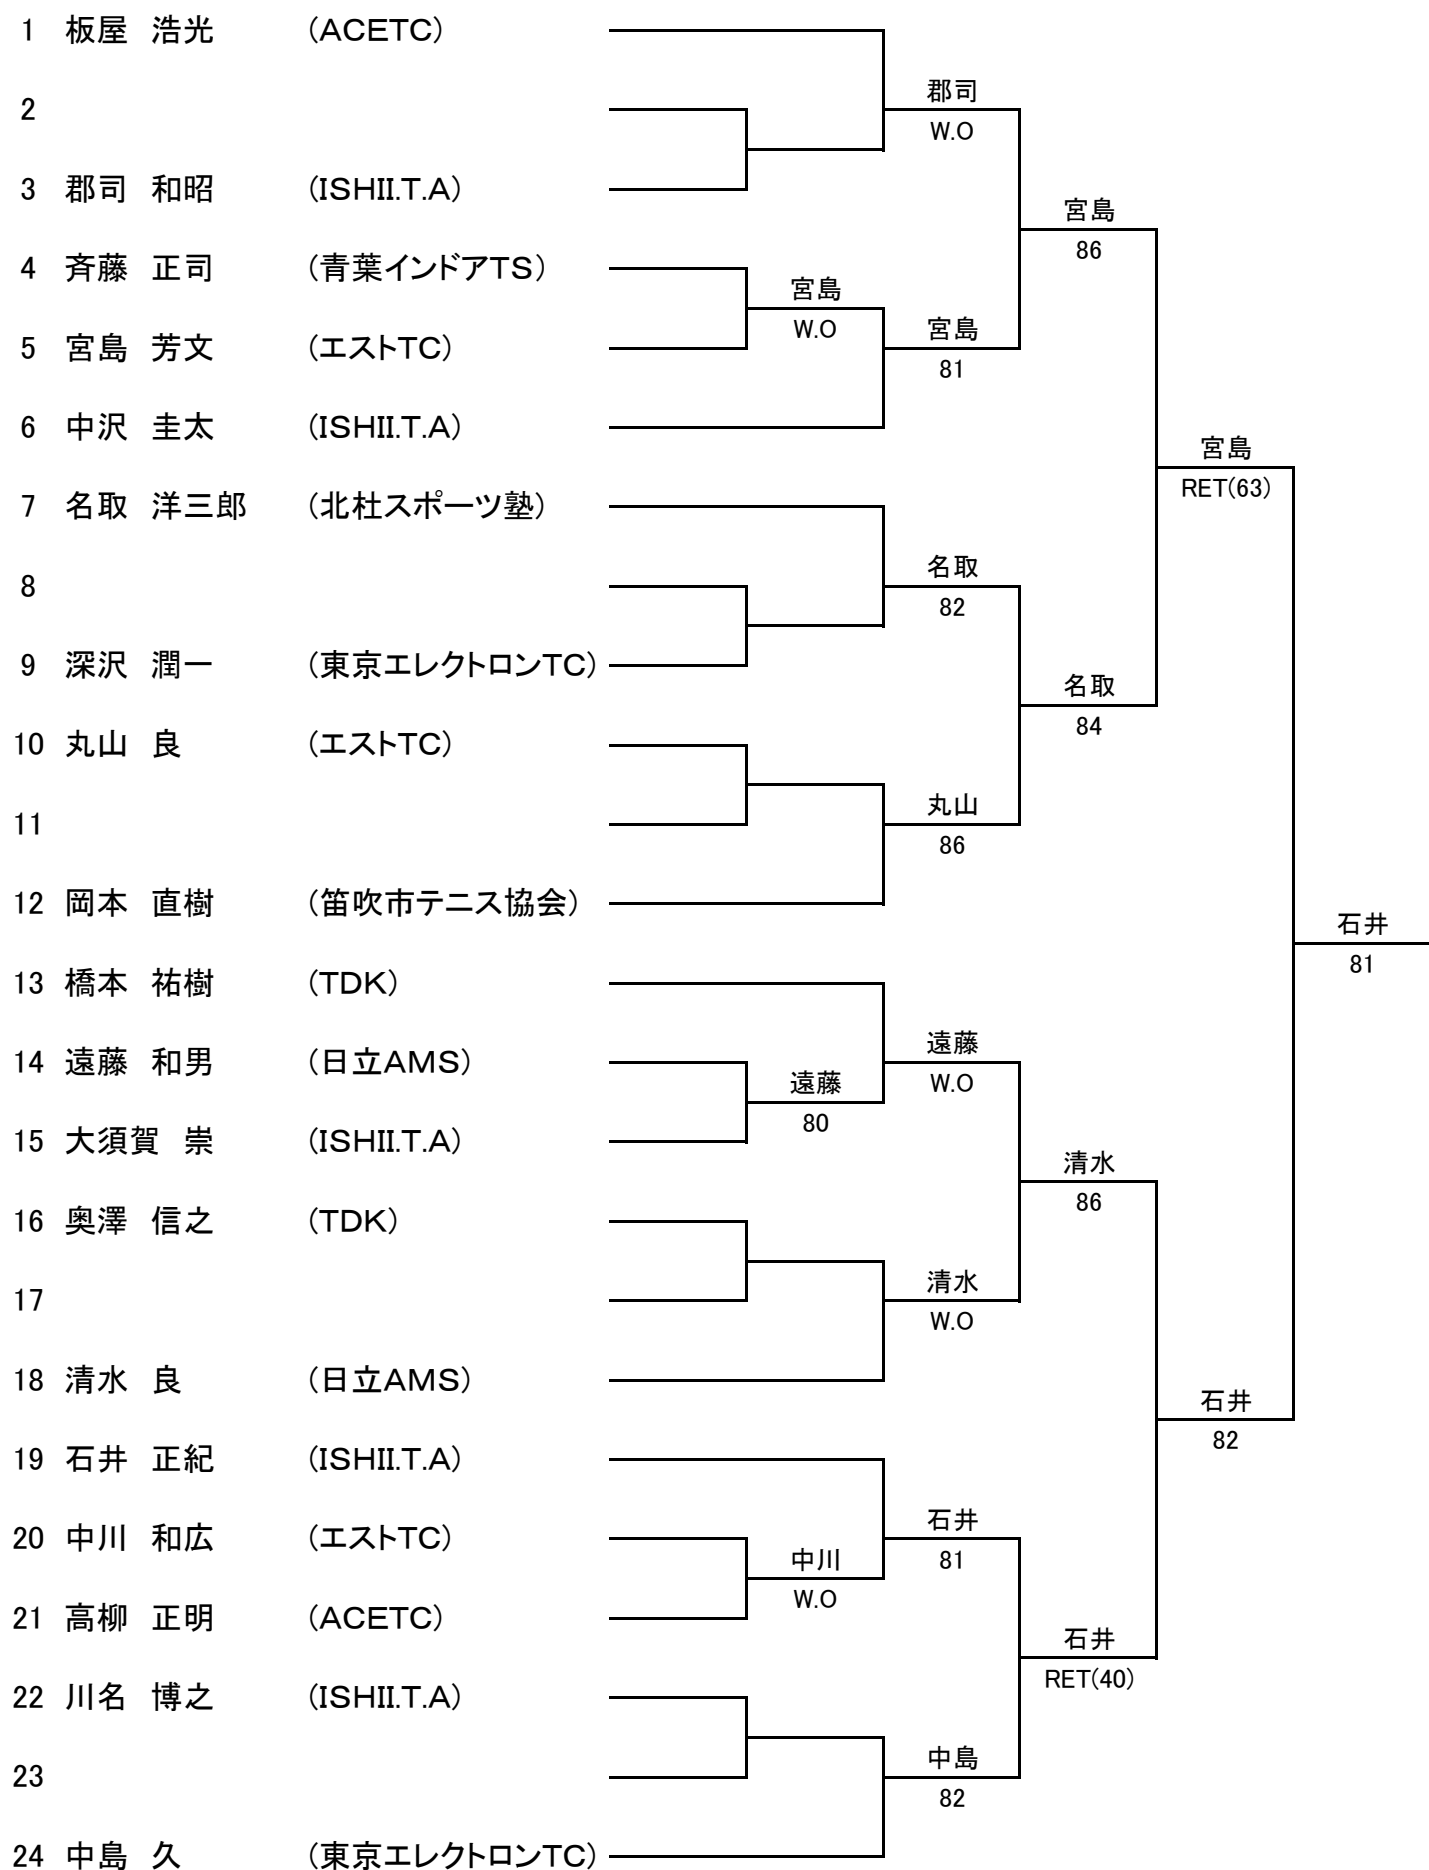 1 板屋 浩光 (ACETC)
郡司
2
W.O
3 郡司 和昭 (ISHII.T.A)
宮島
86
4 斉藤 正司 (青葉インドアTS)
宮島
W.O
宮島
5 宮島 芳文 (エストTC)
81
6 中沢 圭太 (ISHII.T.A)
宮島
RET(63)
7 名取 洋三郎 (北杜スポーツ塾)
名取
8
82
9 深沢 潤一 (東京エレクトロンTC)
名取
84
10 丸山 良 (エストTC)
丸山
11
86
12 岡本 直樹 (笛吹市テニス協会)
石井
81
13 橋本 祐樹 (TDK)
遠藤
14 遠藤 和男 (日立AMS)
遠藤
W.O
80
15 大須賀 崇 (ISHII.T.A)
清水
86
16 奥澤 信之 (TDK)
清水
17
W.O
18 清水 良 (日立AMS)
石井
82
19 石井 正紀 (ISHII.T.A)
石井
20 中川 和広 (エストTC)
中川
81
W.O
21 高柳 正明 (ACETC)
石井
RET(40)
22 川名 博之 (ISHII.T.A)
中島
23
82
24 中島 久 (東京エレクトロンTC)